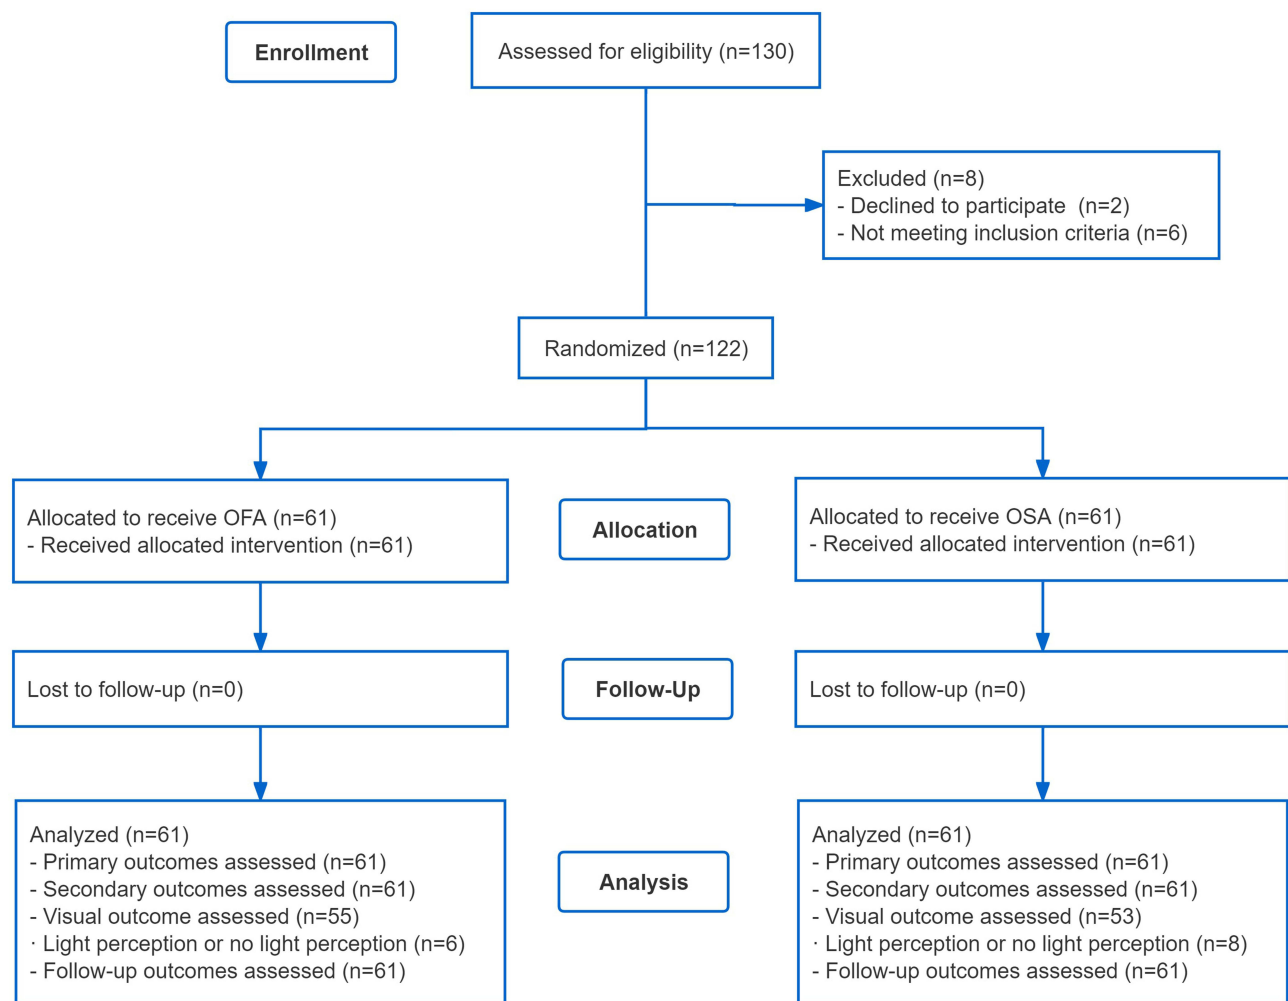 Enrollment
Assessed for eligibility (n=130)
Excluded (n=8)
- Declined to participate  (n=2)
- Not meeting inclusion criteria (n=6)
Randomized (n=122)
Allocated to receive OFA (n=61)
- Received allocated intervention (n=61)
Allocation
Allocated to receive OSA (n=61)
- Received allocated intervention (n=61)
Lost to follow-up (n=0)
Follow-Up
Lost to follow-up (n=0)
Analyzed (n=61)
- Primary outcomes assessed (n=61)
- Secondary outcomes assessed (n=61)
- Visual outcome assessed (n=55)
· Light perception or no light perception (n=6)
- Follow-up outcomes assessed (n=61)
Analysis
Analyzed (n=61)
- Primary outcomes assessed (n=61)
- Secondary outcomes assessed (n=61)
- Visual outcome assessed (n=53)
· Light perception or no light perception (n=8)
- Follow-up outcomes assessed (n=61)